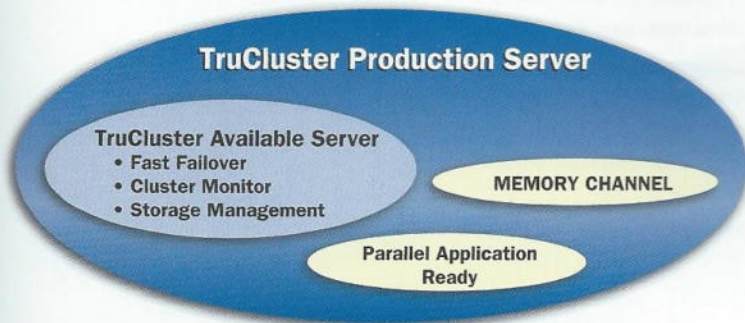 TruCluster Production Server
TruCluster Available Server
• Fast Failover
• Cluster Monitor
• Storage Management
MEMORY CHANNEL
Parallel Application
Ready